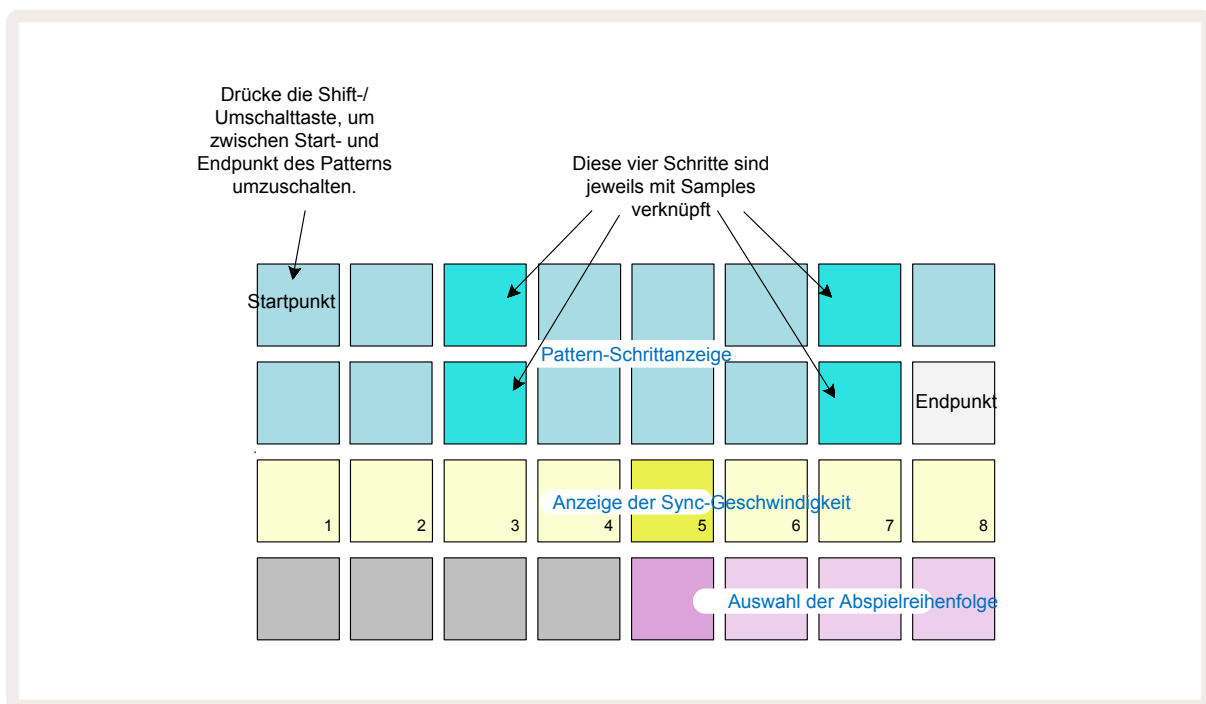 Drücke die Shift-/
Umschalttaste, um
zwischen Start- und
Endpunkt des Patterns
umzuschalten.
Diese vier Schritte sind
jeweils mit Samples
verknüpft
Startpunkt
Pattern-Schrittanzeige
Endpunkt
Anzeige der Sync-Geschwindigkeit
1 2 3 4 5 6 7 8
Auswahl der Abspielreihenfolge